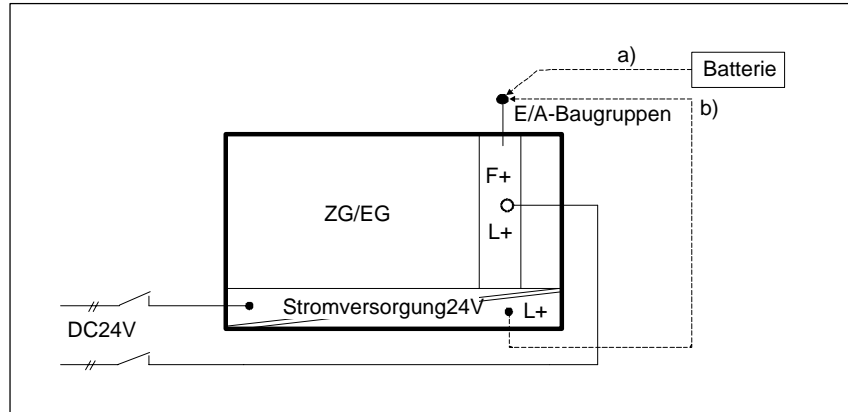 a)
Batterie
b)
E/A-Baugruppen
F+
ZG/EG
L+
Stromversorgung24V
L+
DC24V